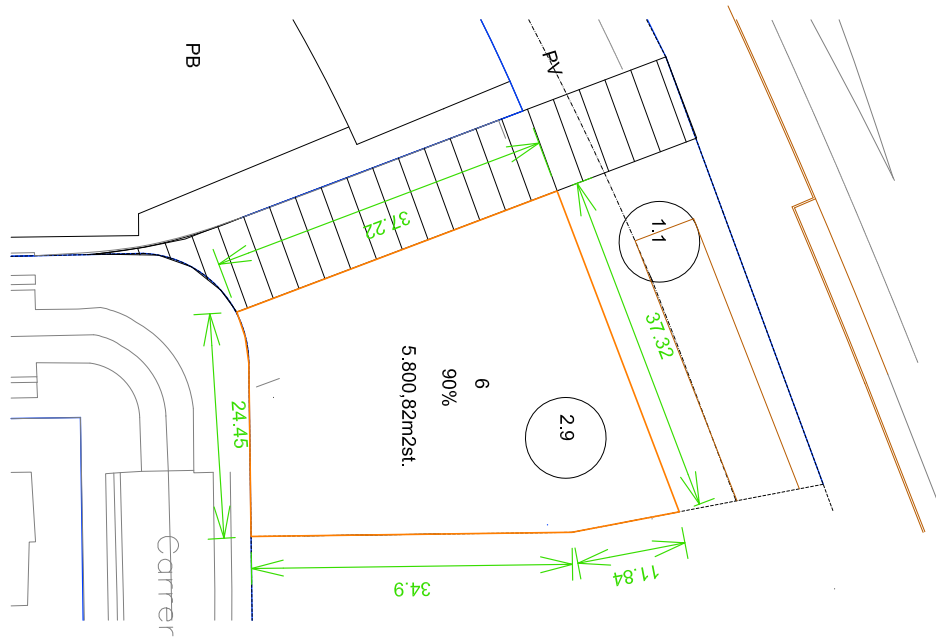 PB
PV
37.22
1.1
37.32
6
90%
5.800,82m2st.
2.9
24.45
34.9
11.84
Carrer